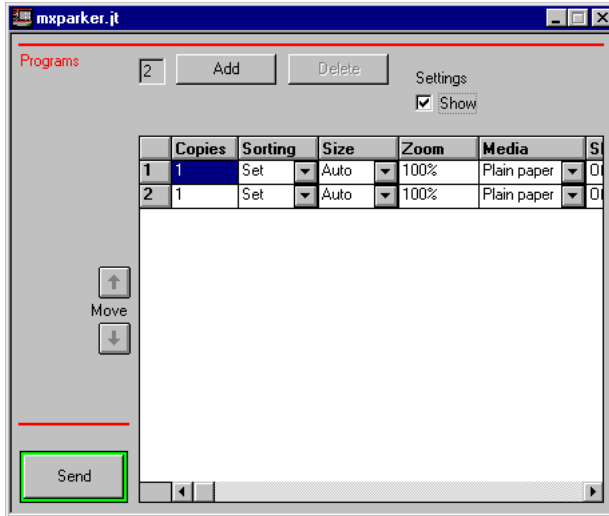 mxparker.jt
Programs
2 Add Delete
Settings
Show
Copies Sorting Size Zoom Media
1 1 Set Auto 100% Plain paper
2 1 Set Auto 100% Plain paper
Move
Send